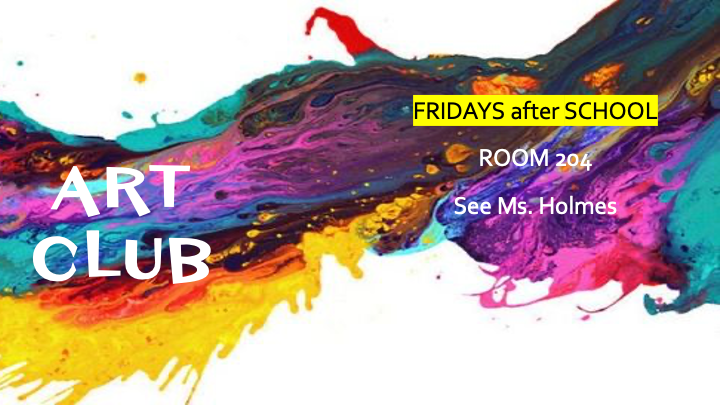 ART
CLUB
FRIDAYS after SCHOOL
ROOM 204
See Ms. Holmes